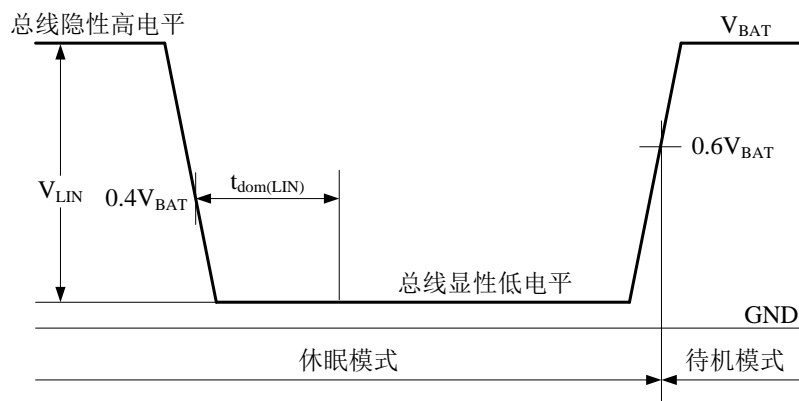 总线隐性高电平
V_BAT
0.6V_BAT
t_dom(LIN)
V_LIN
0.4V_BAT
总线显性低电平
GND
休眠模式
待机模式